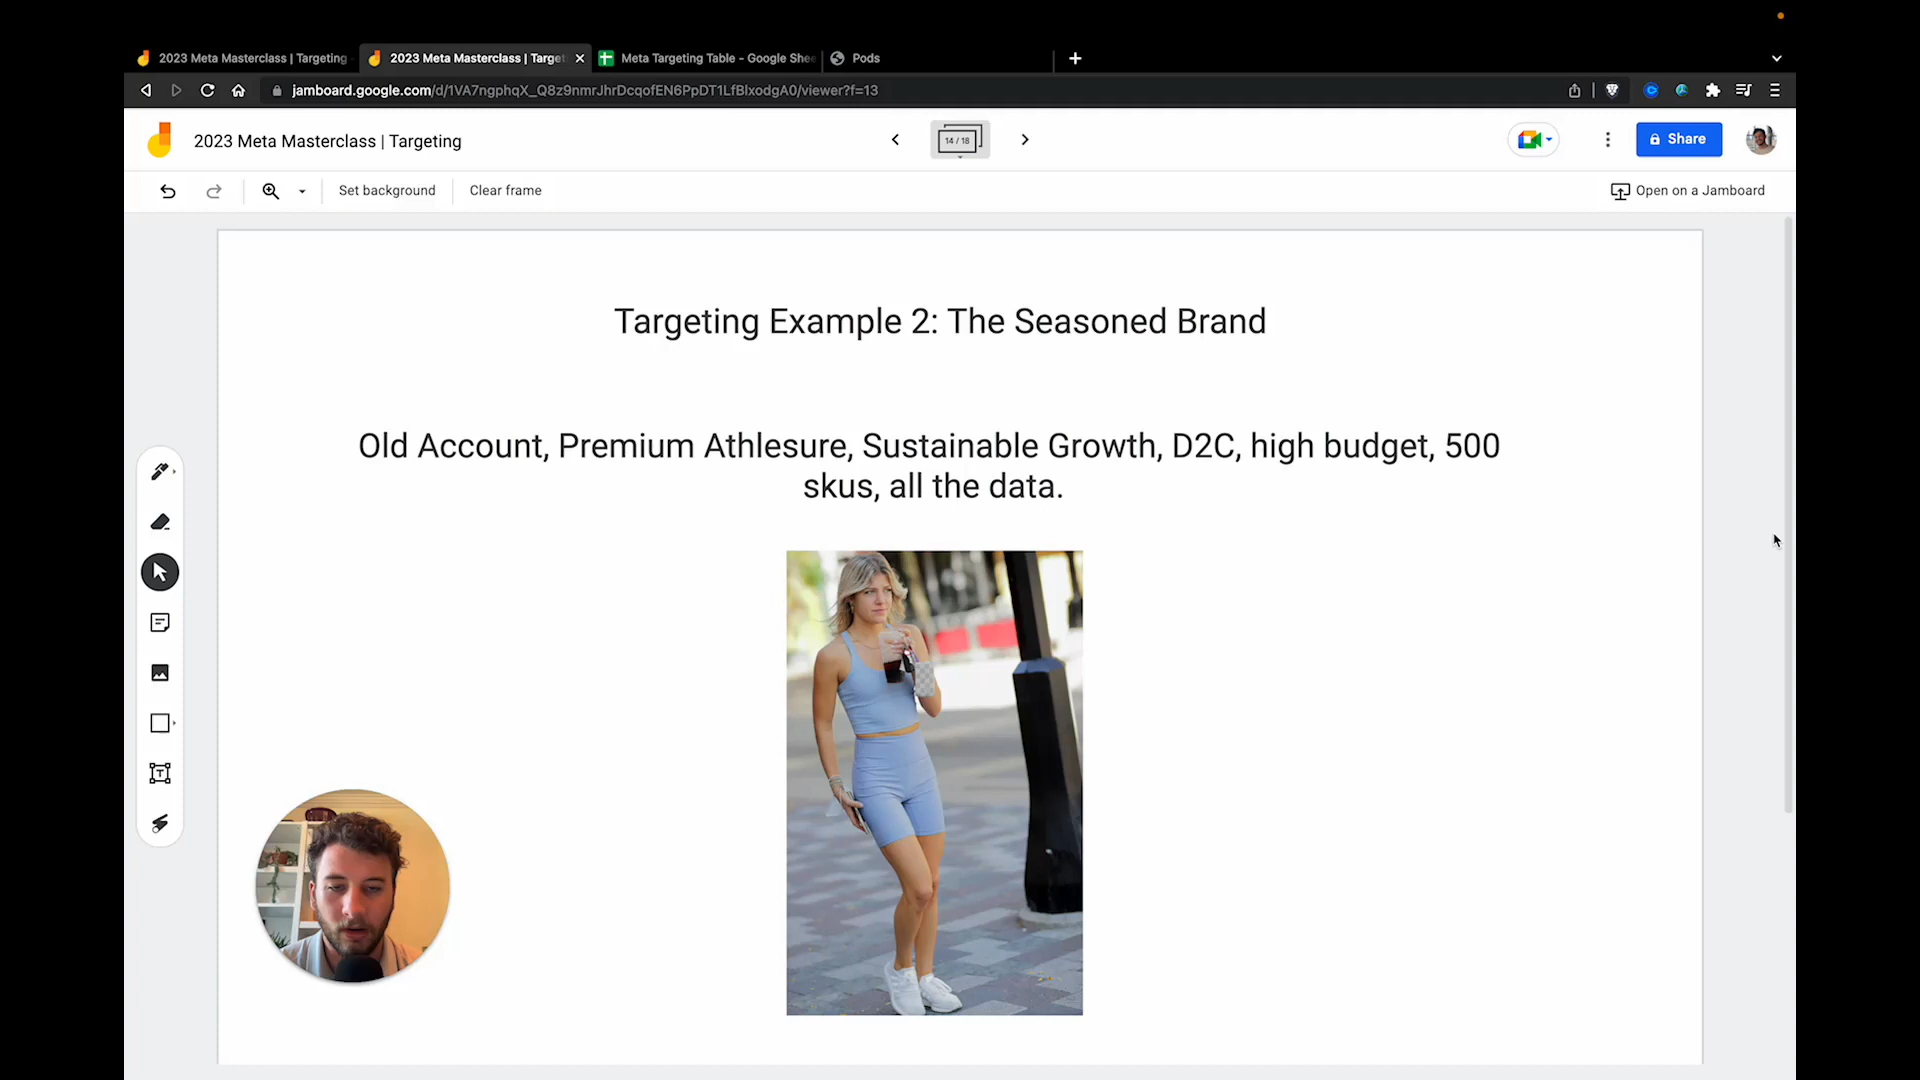 2023 Meta Masterclass | Targeting
2023 Meta Masterclass | Target
Meta Targeting Table - Google Shee
Pods
jamboard.google.com/d/1VA7ngphqX_Q8z9nmrJhrDcqofEN6PpDT1LfBlxodgA0/viewer?f=13
2023 Meta Masterclass | Targeting
14 / 18
Share
Set background
Clear frame
Open on a Jamboard
Targeting Example 2: The Seasoned Brand
Old Account, Premium Athlesure, Sustainable Growth, D2C, high budget, 500
skus, all the data.